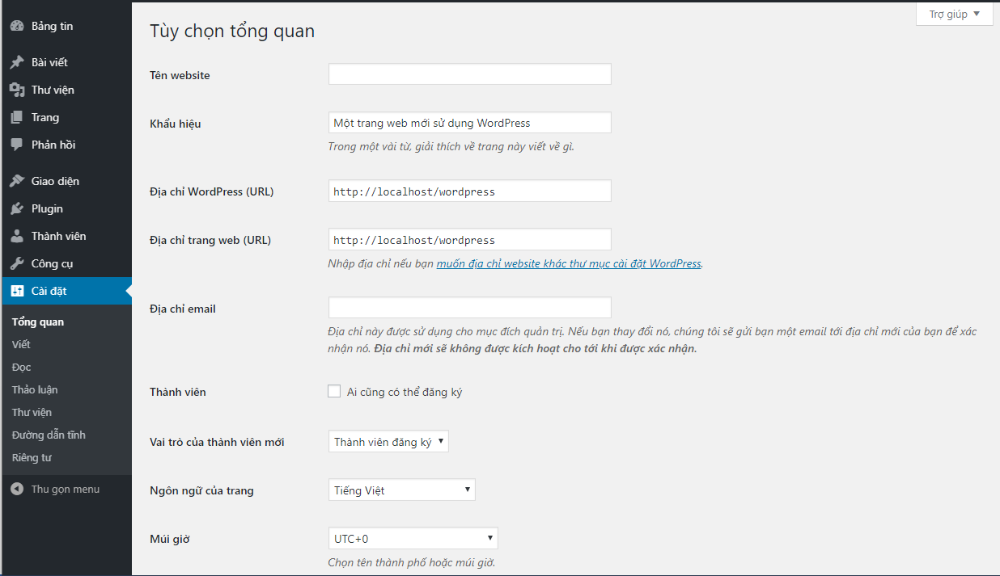 Bảng tin
Bài viết
Thư viện
Trang
Phản hồi
Giao diện
Plugin
Thành viên
Công cụ
Cài đặt
Tổng quan
Viết
Đọc
Thảo luận
Thư viện
Đường dẫn tĩnh
Riêng tư
Thu gọn menu
Trợ giúp
Tùy chọn tổng quan
Tên website
Khẩu hiệu
Một trang web mới sử dụng WordPress
Trong một vài từ, giải thích về trang này viết về gì.
Địa chỉ WordPress (URL)
http://localhost/wordpress
Địa chỉ trang web (URL)
http://localhost/wordpress
Nhập địa chỉ nếu bạn muốn địa chỉ website khác thư mục cài đặt WordPress.
Địa chỉ email
Địa chỉ này được sử dụng cho mục đích quản trị. Nếu bạn thay đổi nó, chúng tôi sẽ gửi bạn một email tới địa chỉ mới của bạn để xác
nhận nó. Địa chỉ mới sẽ không được kích hoạt cho tới khi được xác nhận.
Thành viên
Ai cũng có thể đăng ký
Vai trò của thành viên mới
Thành viên đăng ký
Ngôn ngữ của trang
Tiếng Việt
Múi giờ
UTC+0
Chọn tên thành phố hoặc múi giờ.